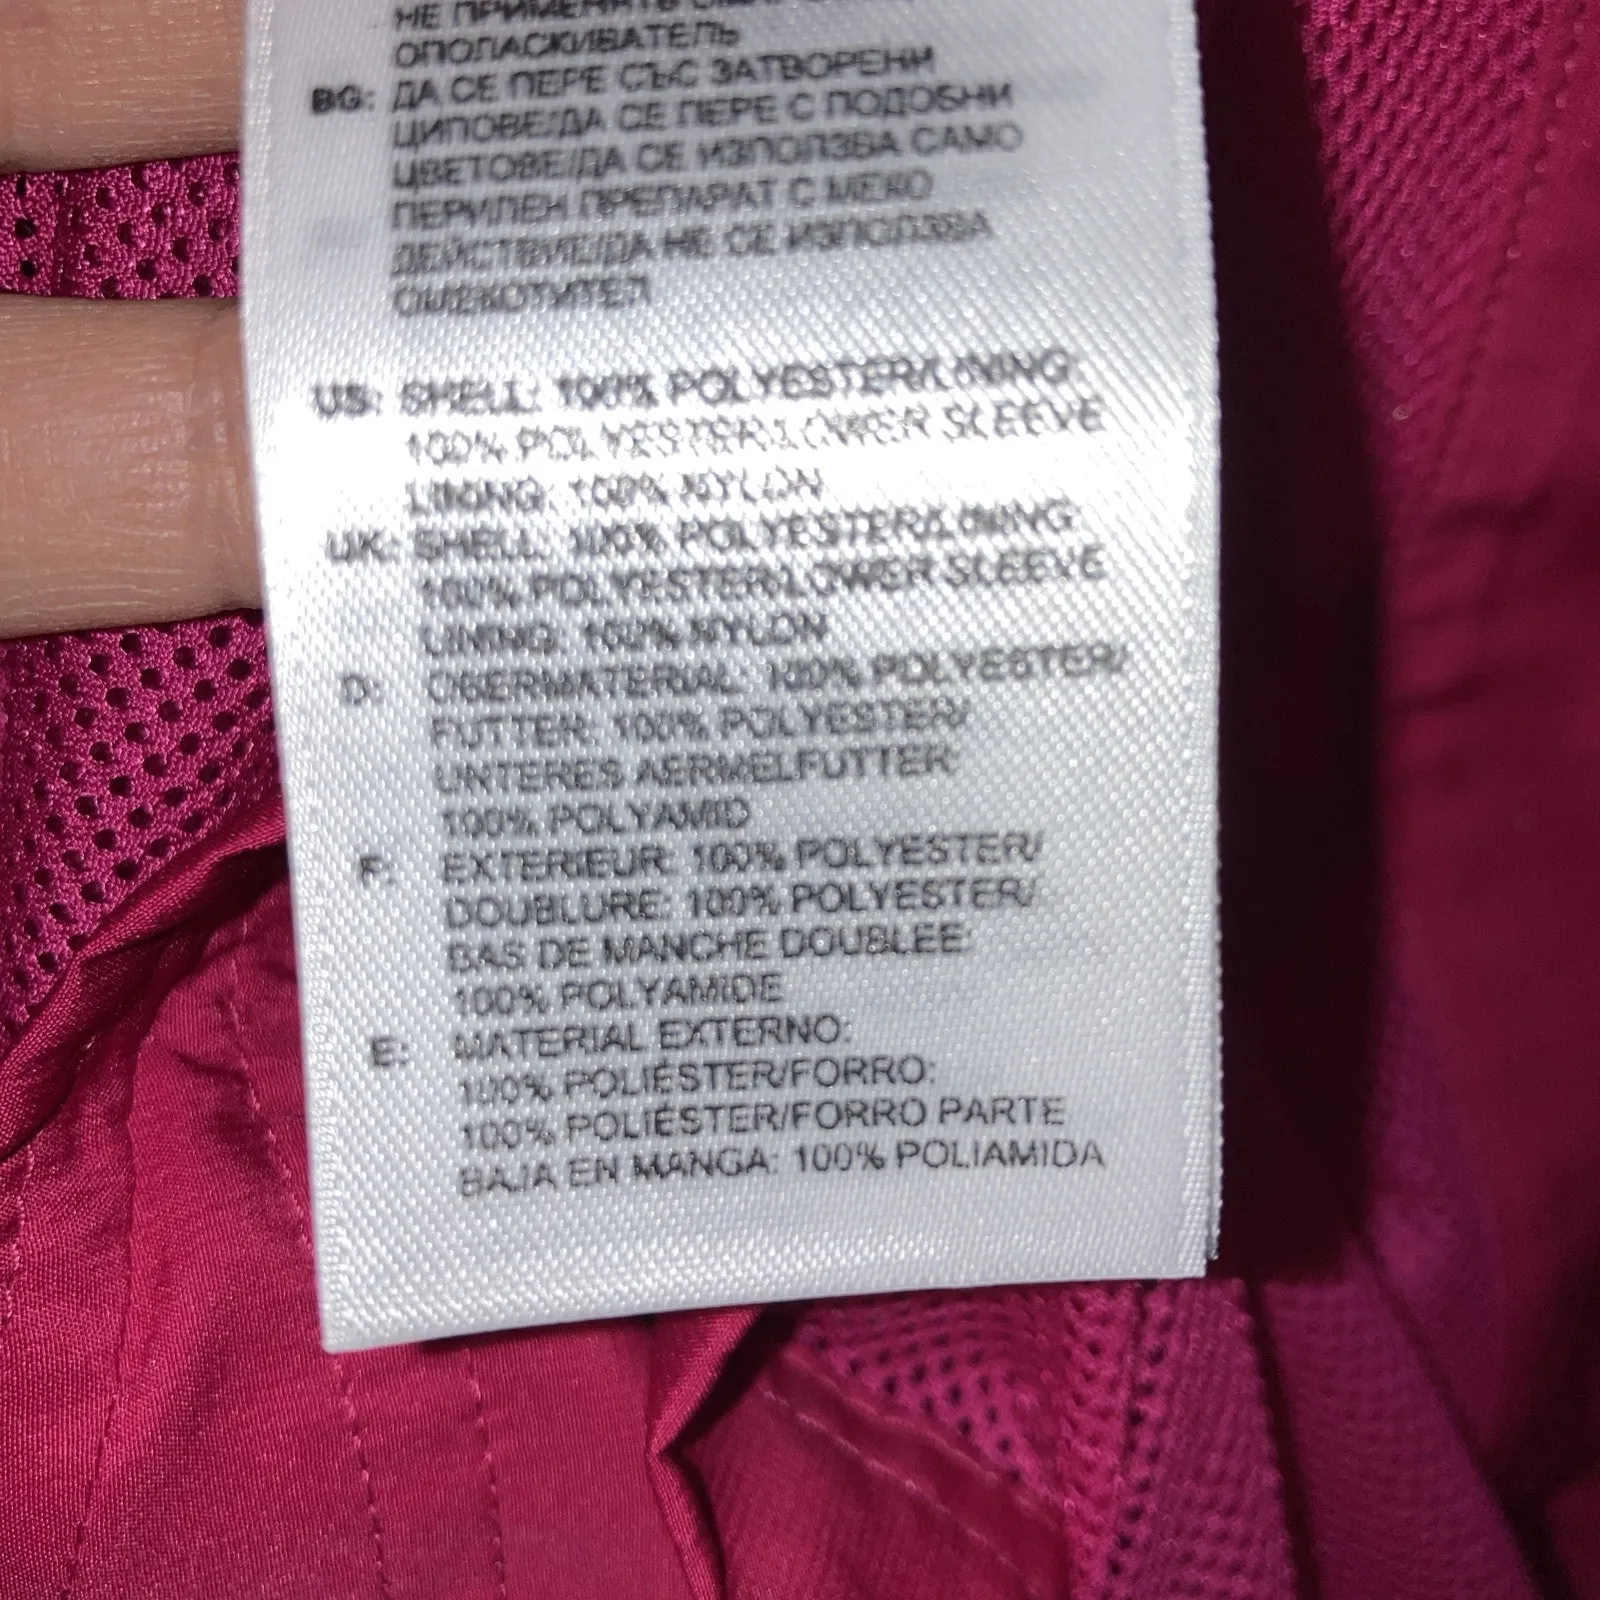 НЕ ПРИМЕНЯТЬ
ОПОЛАСКИВАТЕЛЬ
BG: ДА СЕ ПЕРЕ СЪС ЗАТВОРЕНИ
ЦИПОВЕ/ДА СЕ ПЕРЕ С ПОДОБНИ
ЦВЕТОВЕ/ДА СЕ ИЗПОЛЗВА САМО
ПЕРИЛЕН ПРЕПАРАТ С МЕКО
ДЕЙСТВИЕ/ДА НЕ СЕ ИЗПОЛЗВА
ОМЕКОТИТЕЛ
US: SHELL: 100% POLYESTER/LINING:
100% POLYESTER/LOWER SLEEVE
LINING: 100% NYLON
UK: SHELL: 100% POLYESTER/LINING:
100% POLYESTER/LOWER SLEEVE
LINING: 100% NYLON
D: OBERMATERIAL: 100% POLYESTER/
FUTTER: 100% POLYESTER/
UNTERES AERMELFUTTER:
100% POLYAMID
F: EXTERIEUR: 100% POLYESTER/
DOUBLURE: 100% POLYESTER/
BAS DE MANCHE DOUBLEE:
100% POLYAMIDE
E: MATERIAL EXTERNO:
100% POLIÉSTER/FORRO:
100% POLIÉSTER/FORRO PARTE
BAJA EN MANGA: 100% POLIAMIDA